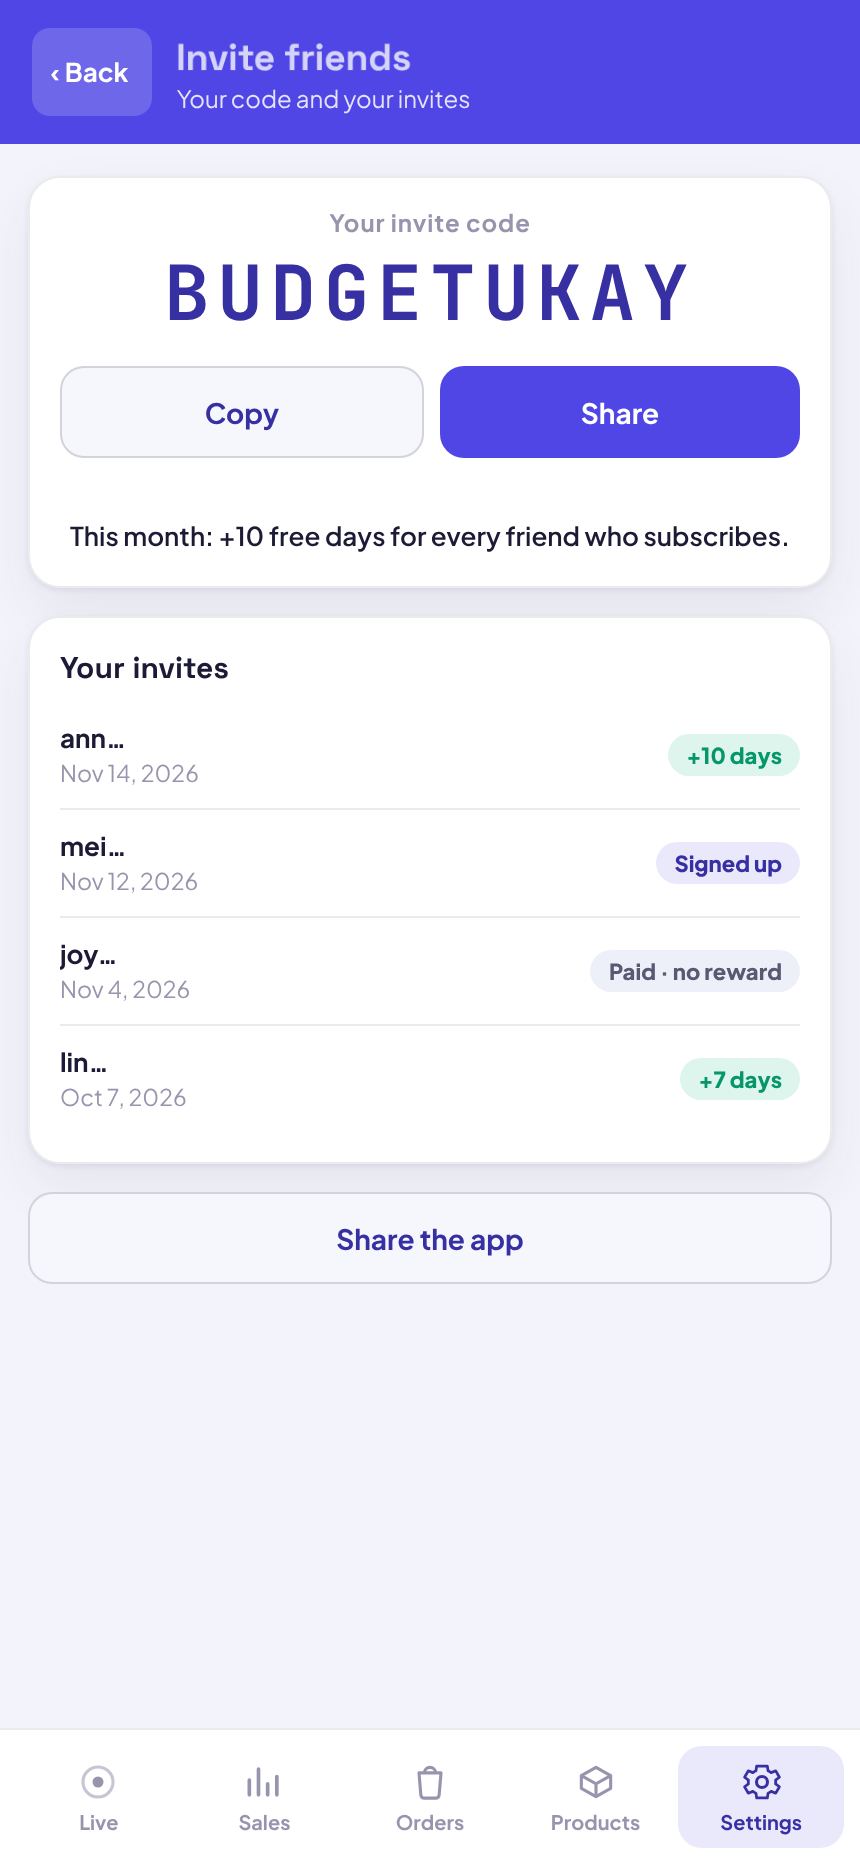 ‹ Back
Invite friends
Your code and your invites
Your invite code
BUDGETUKAY
Copy
Share
This month: +10 free days for every friend who subscribes.
Your invites
ann…
+10 days
Nov 14, 2026
mei…
Signed up
Nov 12, 2026
joy…
Paid · no reward
Nov 4, 2026
lin…
+7 days
Oct 7, 2026
Share the app
Live
Sales
Orders
Products
Settings